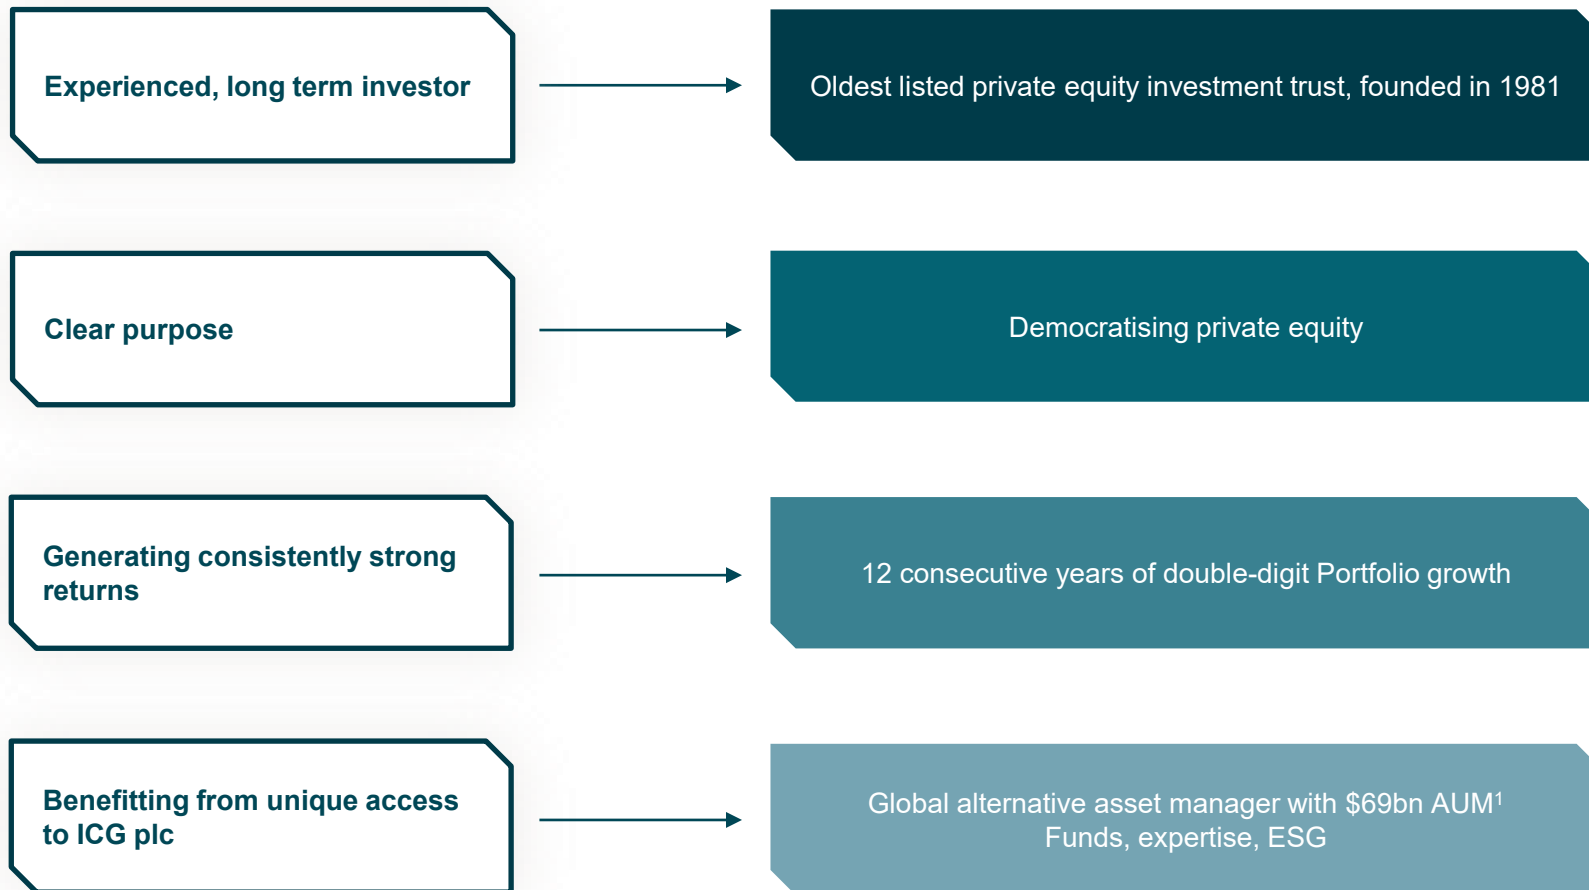 Experienced, long term investor
Oldest listed private equity investment trust, founded in 1981
Clear purpose
Democratising private equity
Generating consistently strong
returns
12 consecutive years of double-digit Portfolio growth
Benefitting from unique access
to ICG plc
Global alternative asset manager with $69bn AUM¹
Funds, expertise, ESG